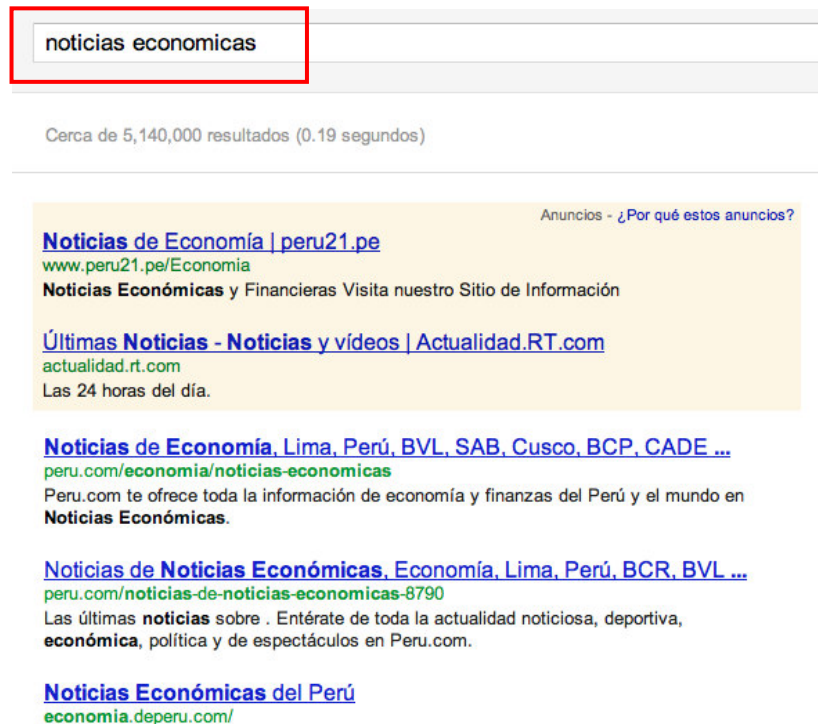 noticias economicas
Cerca de 5,140,000 resultados (0.19 segundos)
Anuncios - ¿Por qué estos anuncios?
Noticias de Economía | peru21.pe
www.peru21.pe/Economia
Noticias Económicas y Financieras Visita nuestro Sitio de Información
Últimas Noticias - Noticias y vídeos | Actualidad.RT.com
actualidad.rt.com
Las 24 horas del día.
Noticias de Economía, Lima, Perú, BVL, SAB, Cusco, BCP, CADE ...
peru.com/economia/noticias-economicas
Peru.com te ofrece toda la información de economía y finanzas del Perú y el mundo en
Noticias Económicas.
Noticias de Noticias Económicas, Economía, Lima, Perú, BCR, BVL ...
peru.com/noticias-de-noticias-economicas-8790
Las últimas noticias sobre . Entérate de toda la actualidad noticiosa, deportiva,
económica, política y de espectáculos en Peru.com.
Noticias Económicas del Perú
economia.deperu.com/